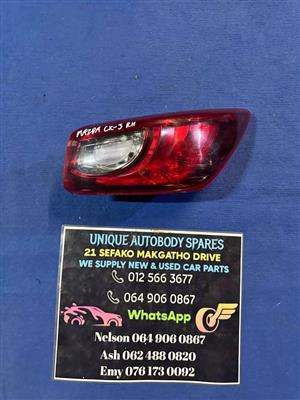 MAZDA CX-3 RH
UNIQUE AUTOBODY SPARES
21 SEFAKO MAKGATHO DRIVE
WE SUPPLY NEW & USED CAR PARTS
012 566 3677
064 906 0867
WhatsApp
Nelson 064 906 0867
Ash 062 488 0820
Emy 076 173 0092